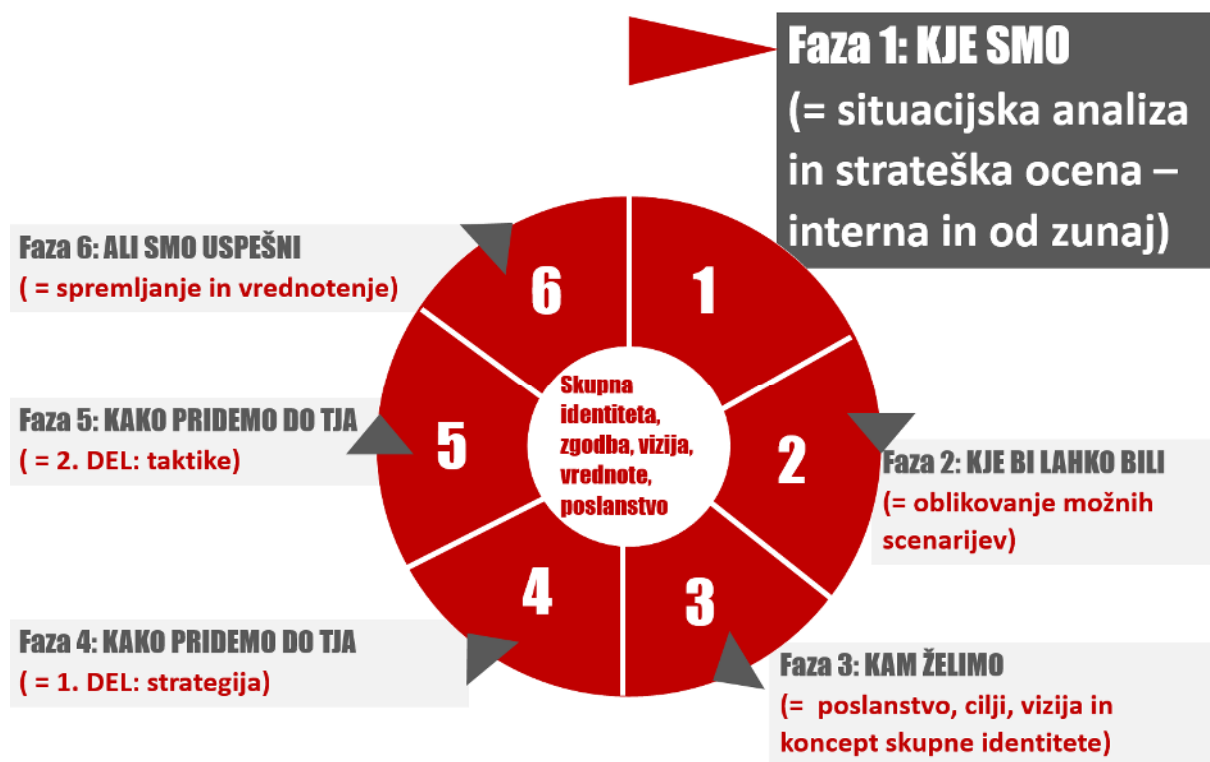 Faza 1: KJE SMO
(= situacijska analiza
in strateška ocena –
interna in od zunaj)
Faza 6: ALI SMO USPEŠNI
( = spremljanje in vrednotenje)
6
1
Skupna
identiteta,
zgodba, vizija,
vrednote,
poslanstvo
Faza 5: KAKO PRIDEMO DO TJA
( = 2. DEL: taktike)
5
2
Faza 2: KJE BI LAHKO BILI
(= oblikovanje možnih
scenarijev)
4
3
Faza 4: KAKO PRIDEMO DO TJA
( = 1. DEL: strategija)
Faza 3: KAM ŽELIMO
(= poslanstvo, cilji, vizija in
koncept skupne identitete)